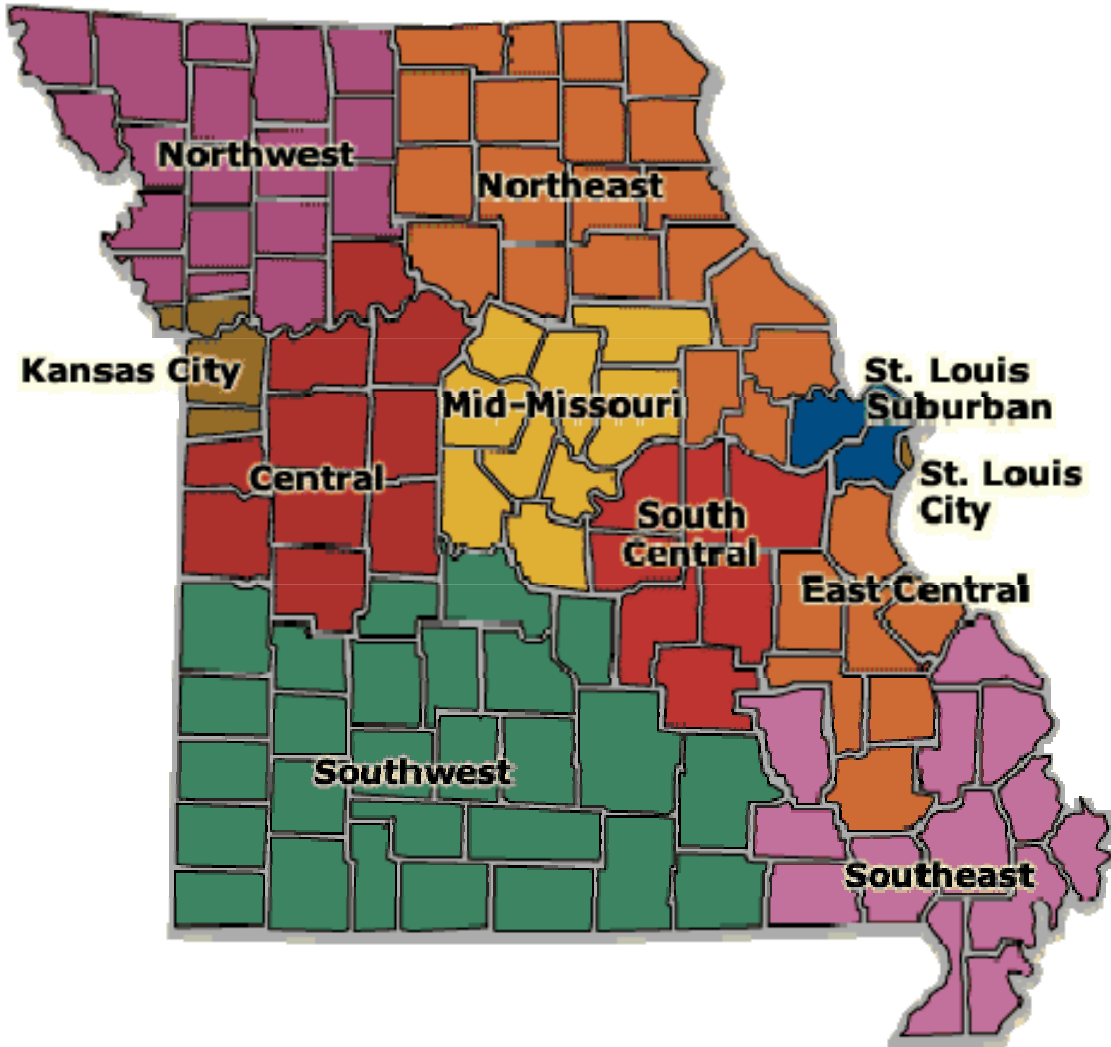 Northwest
Northeast
Kansas City
St. Louis
Suburban
Mid-Missouri
Central
St. Louis
City
South
Central
East Central
Southwest
Southeast